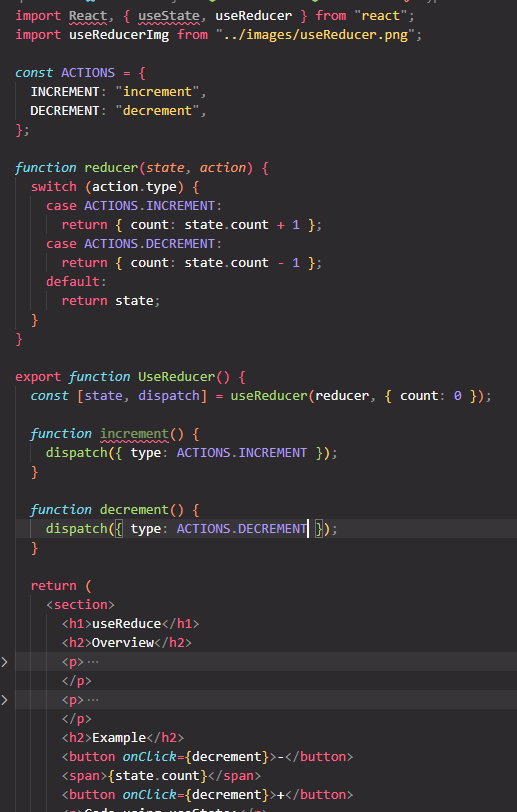 import React, { useState, useReducer } from "react";
import useReducerImg from "../images/useReducer.png";

const ACTIONS = {
  INCREMENT: "increment",
  DECREMENT: "decrement",
};

function reducer(state, action) {
  switch (action.type) {
    case ACTIONS.INCREMENT:
      return { count: state.count + 1 };
    case ACTIONS.DECREMENT:
      return { count: state.count - 1 };
    default:
      return state;
  }
}

export function UseReducer() {
  const [state, dispatch] = useReducer(reducer, { count: 0 });

  function increment() {
    dispatch({ type: ACTIONS.INCREMENT });
  }

  function decrement() {
    dispatch({ type: ACTIONS.DECREMENT });
  }

  return (
    <section>
      <h1>useReduce</h1>
      <h2>Overview</h2>
      <p>…
      </p>
      <p>…
      </p>
      <h2>Example</h2>
      <button onClick={decrement}>-</button>
      <span>{state.count}</span>
      <button onClick={decrement}>+</button>